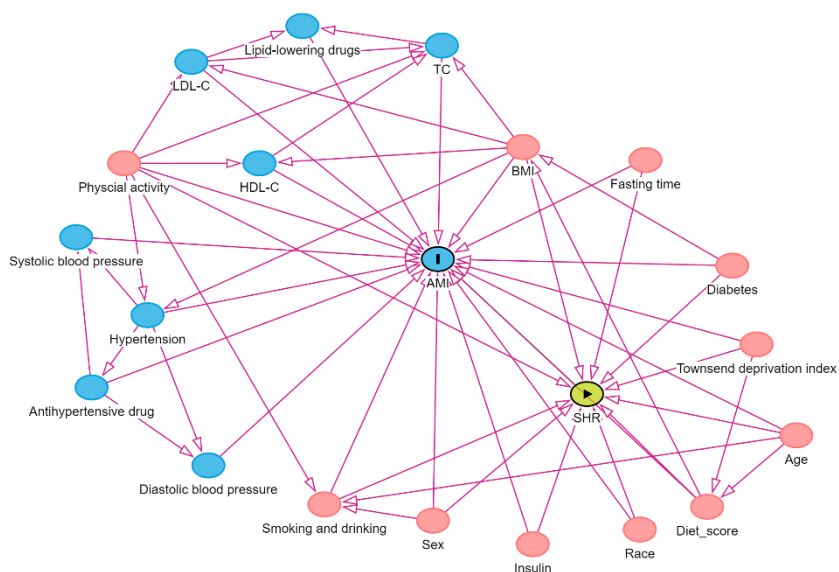 Lipid-lowering drugs
TC
LDL-C
HDL-C
BMI
Physcial activity
Fasting time
Systolic blood pressure
AMI
Diabetes
Hypertension
Townsend deprivation index
Antihypertensive drug
SHR
Age
Diastolic blood pressure
Smoking and drinking
Sex
Insulin
Race
Diet_score